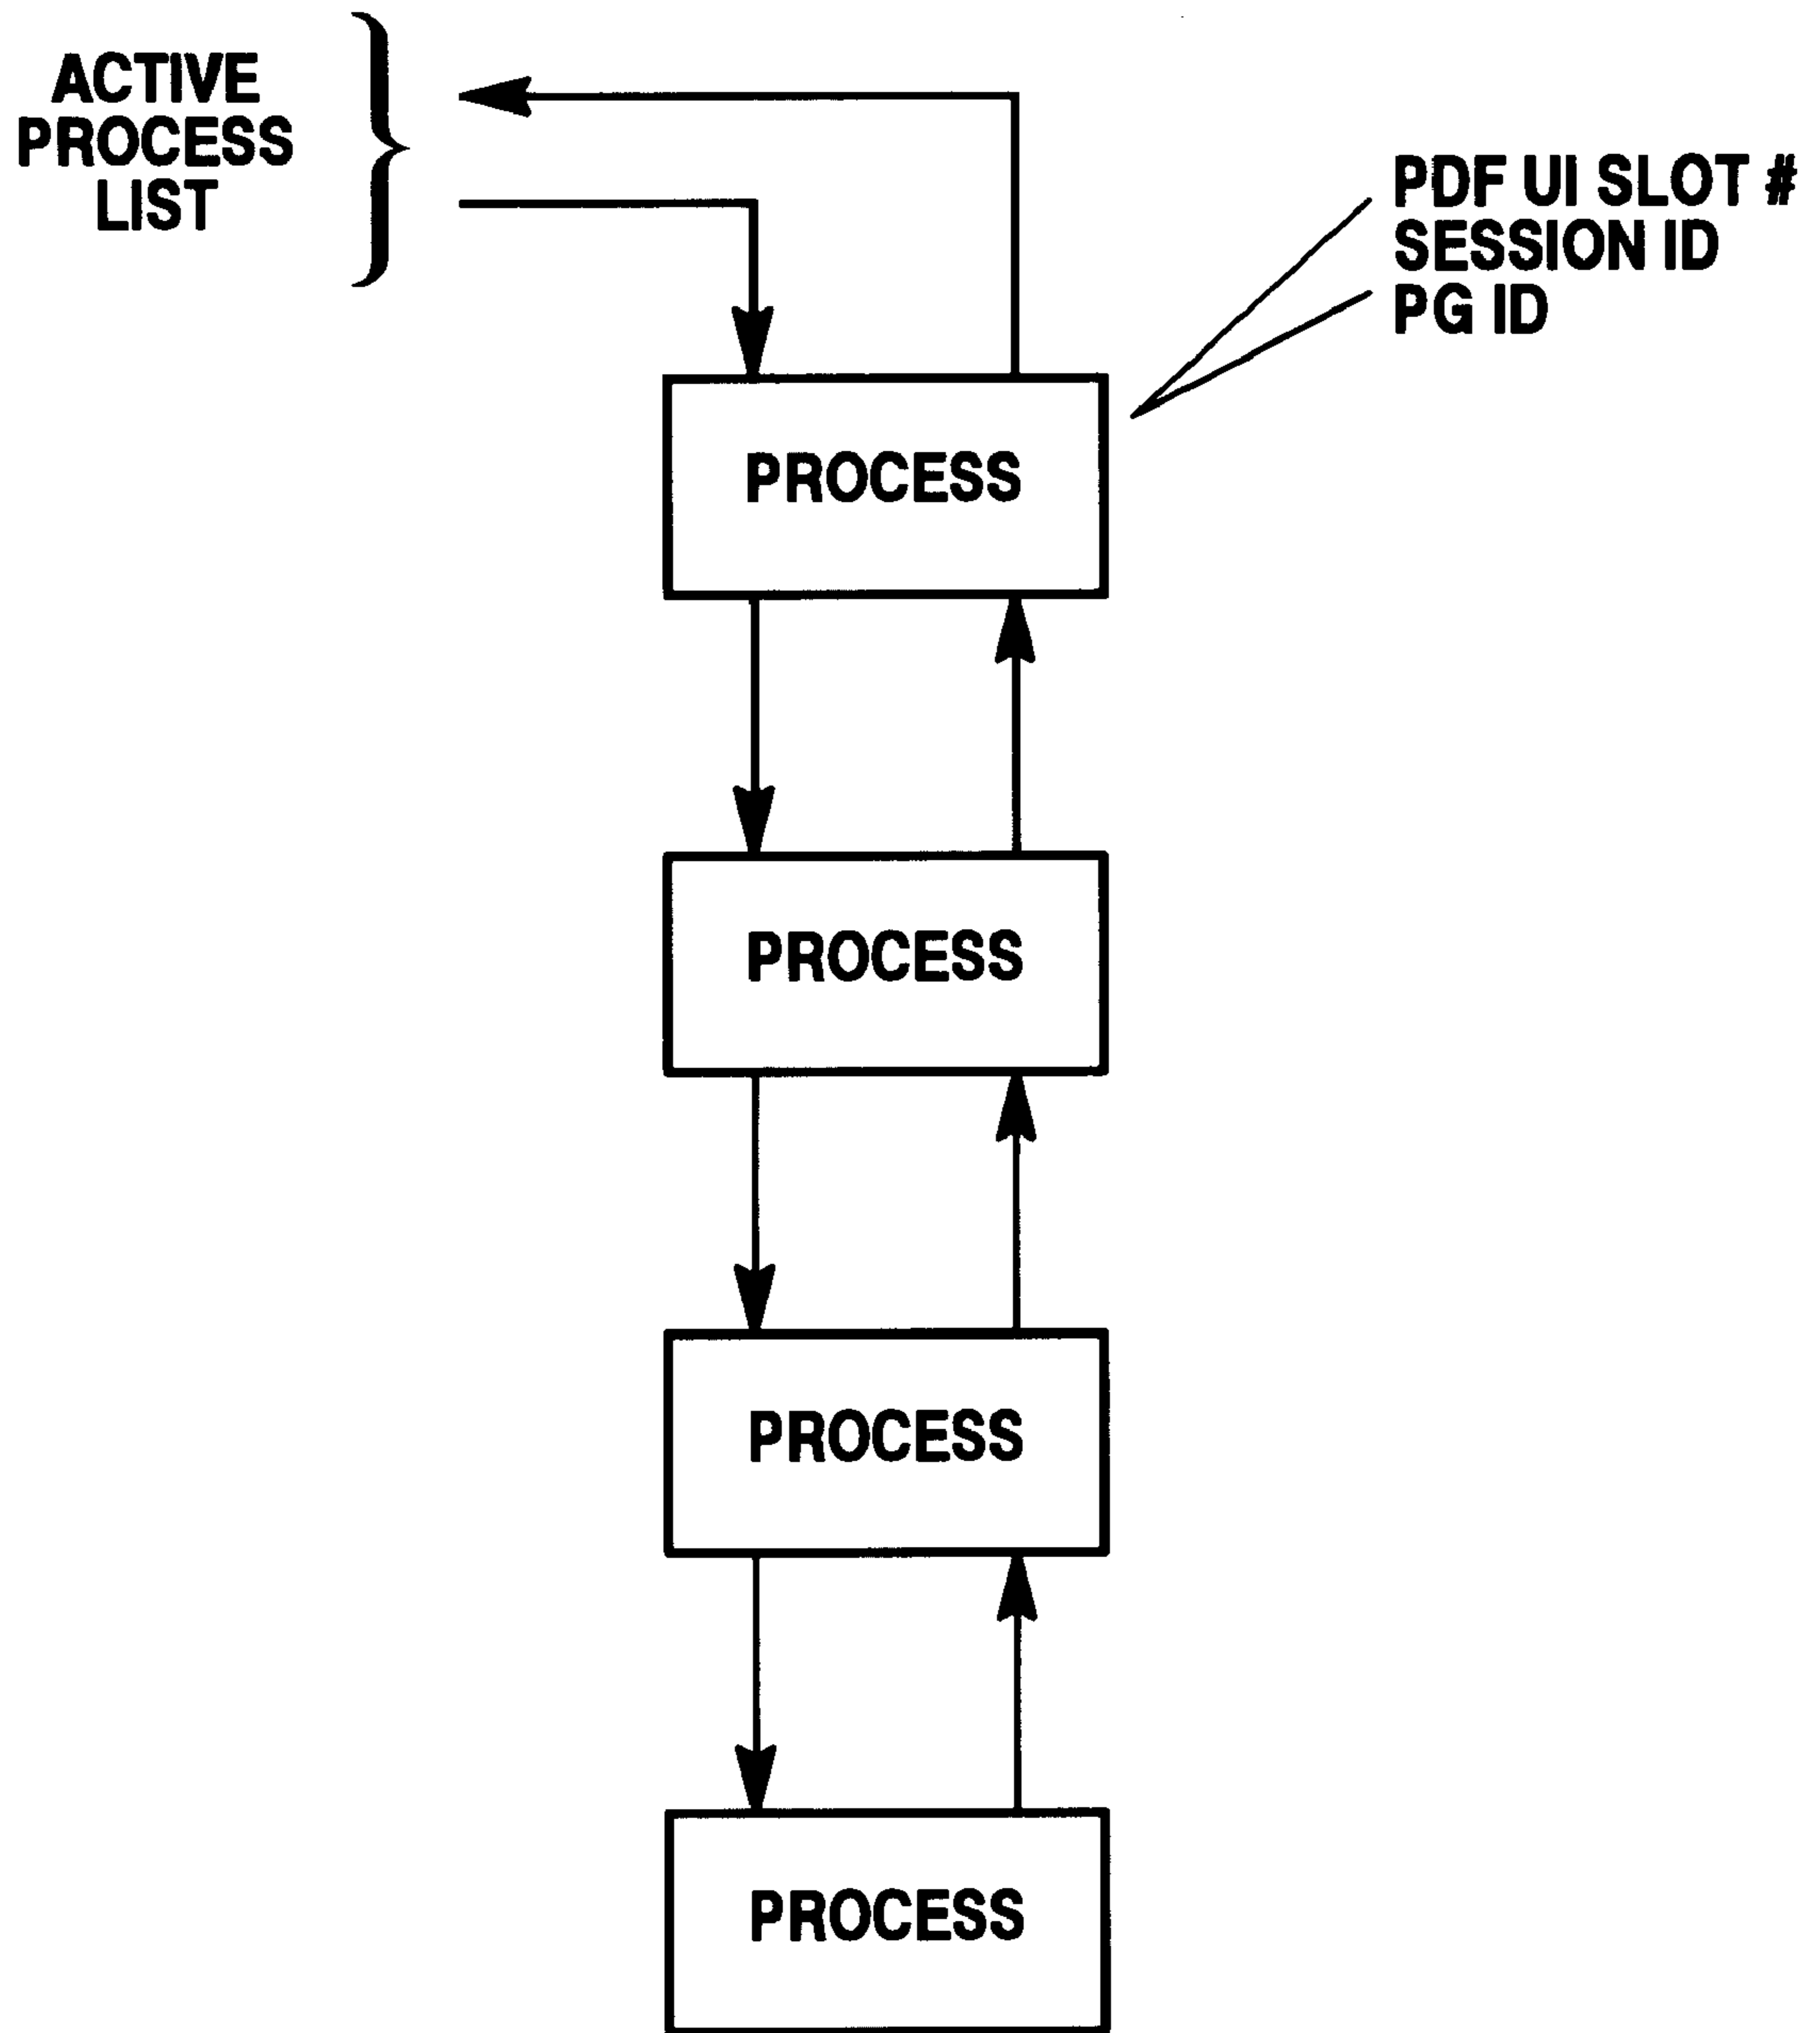 ACTIVE
PROCESS
LIST
PDF UI SLOT #
SESSION ID
PG ID
PROCESS
PROCESS
PROCESS
PROCESS